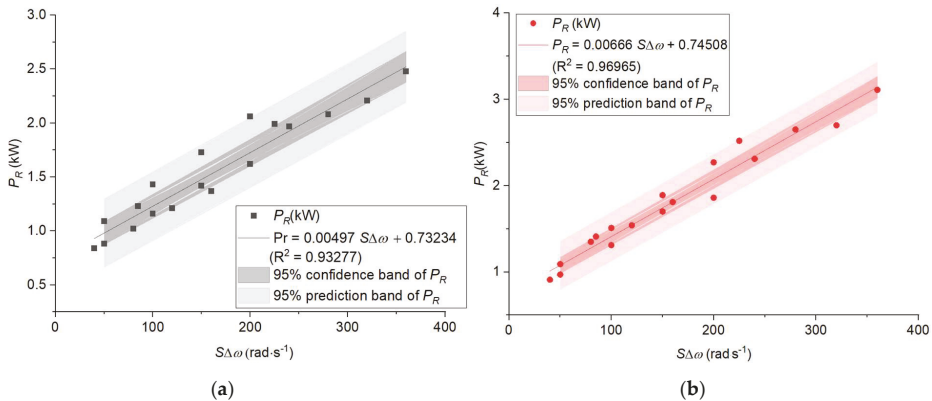 3.0
2.5
2.0
1.5
1.0
0.5
P_R (kW)
P_R(kW)
Pr = 0.00497 SΔω + 0.73234
(R² = 0.93277)
95% confidence band of P_R
95% prediction band of P_R
0
100
200
300
400
SΔω (rad·s⁻¹)
(a)
4
3
2
1
P_R(kW)
P_R (kW)
P_R = 0.00666 SΔω + 0.74508
(R² = 0.96965)
95% confidence band of P_R
95% prediction band of P_R
0
100
200
300
400
SΔω (rad s⁻¹)
(b)